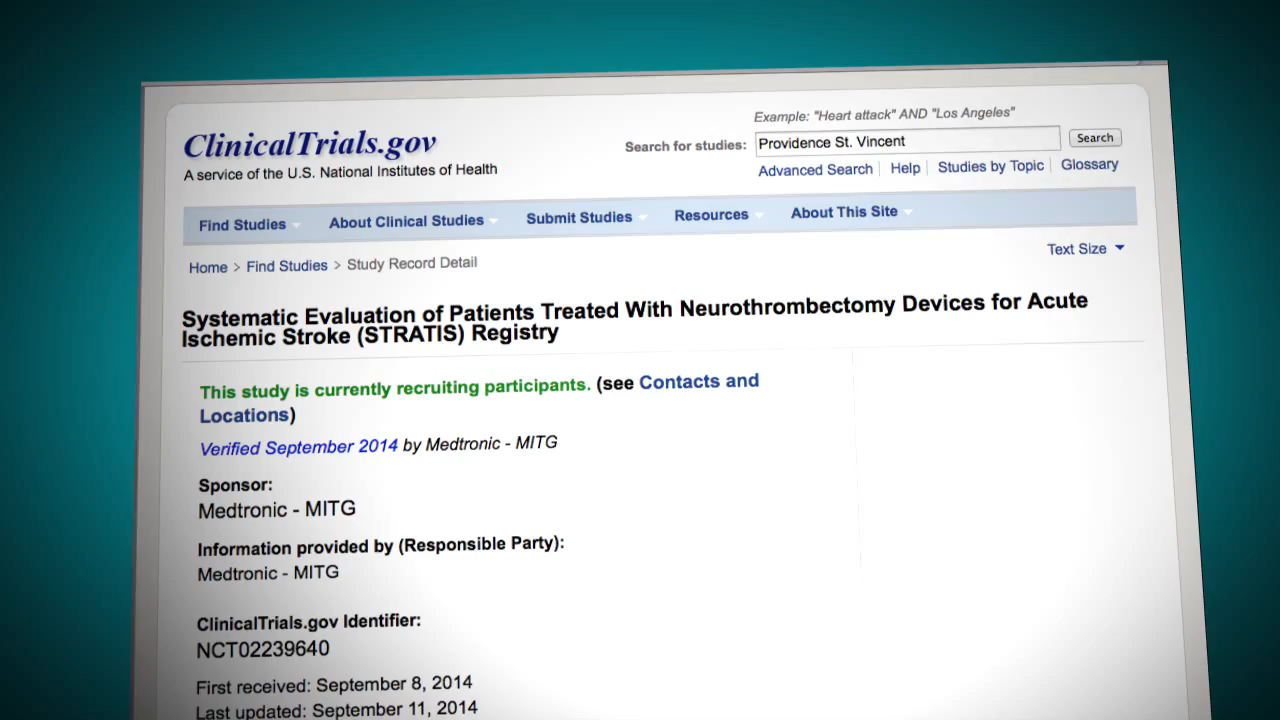 Example: "Heart attack" AND "Los Angeles"
ClinicalTrials.gov
Search for studies: Providence St. Vincent Search
A service of the U.S. National Institutes of Health
Advanced Search Help Studies by Topic Glossary
Find Studies About Clinical Studies Submit Studies Resources About This Site
Home > Find Studies > Study Record Detail
Text Size
Systematic Evaluation of Patients Treated With Neurothrombectomy Devices for Acute
Ischemic Stroke (STRATIS) Registry
This study is currently recruiting participants. (see Contacts and
Locations)
Verified September 2014 by Medtronic - MITG
Sponsor:
Medtronic - MITG
Information provided by (Responsible Party):
Medtronic - MITG
ClinicalTrials.gov Identifier:
NCT02239640
First received: September 8, 2014
Last updated: September 11, 2014